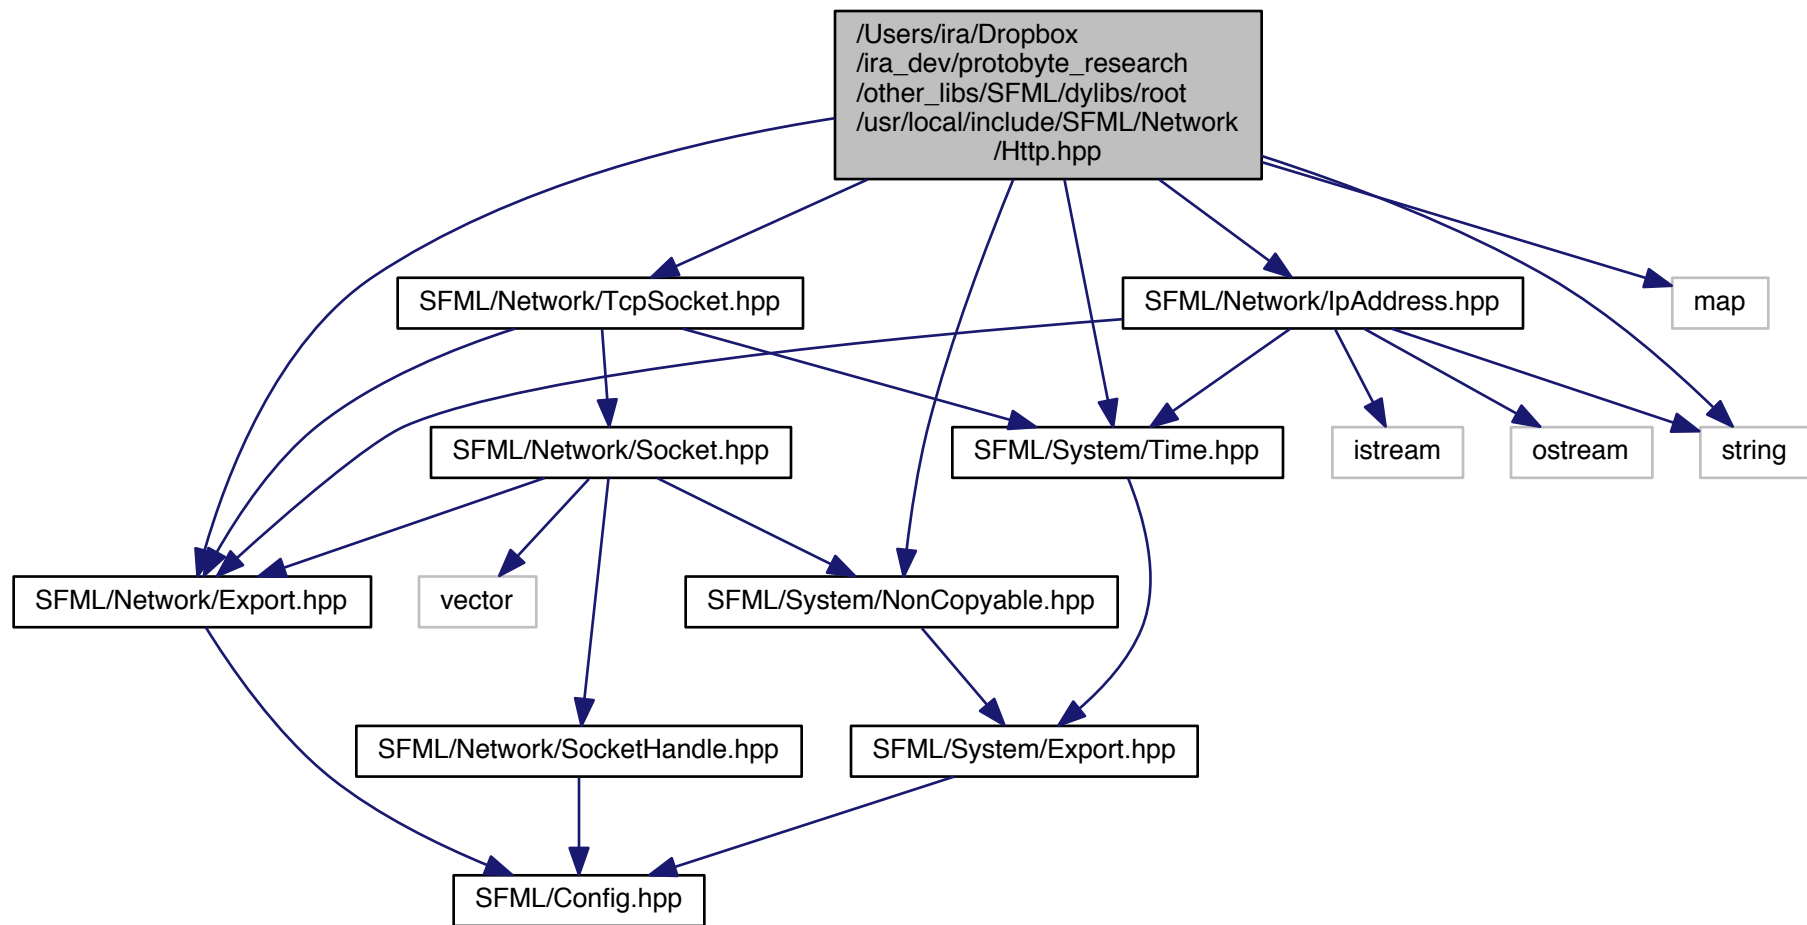 /Users/ira/Dropbox
/ira_dev/protobyte_research
/other_libs/SFML/dylibs/root
/usr/local/include/SFML/Network
/Http.hpp
SFML/Network/TcpSocket.hpp
SFML/Network/IpAddress.hpp
map
SFML/Network/Socket.hpp
SFML/System/Time.hpp
istream
ostream
string
SFML/Network/Export.hpp
vector
SFML/System/NonCopyable.hpp
SFML/Network/SocketHandle.hpp
SFML/System/Export.hpp
SFML/Config.hpp